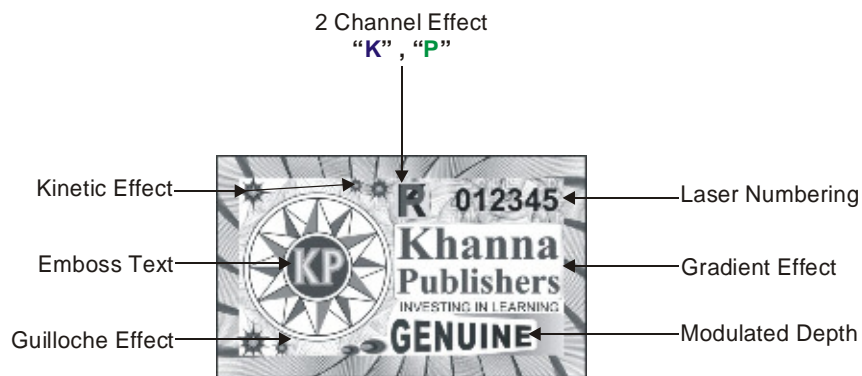 2 Channel Effect
“K” , “P”
Kinetic Effect
Emboss Text
Guilloche Effect
KP
R 012345
Khanna
Publishers
INVESTING IN LEARNING
GENUINE
Laser Numbering
Gradient Effect
Modulated Depth